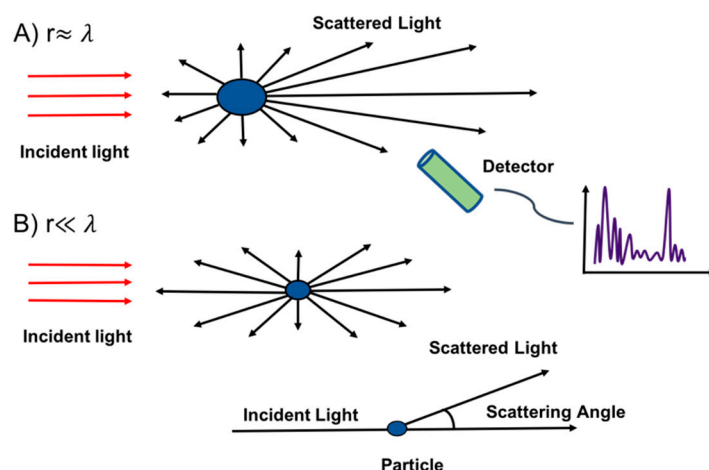 A) r≈ λ
Scattered Light
Incident light
Detector
B) r≪ λ
Incident light
Scattered Light
Incident Light
Scattering Angle
Particle